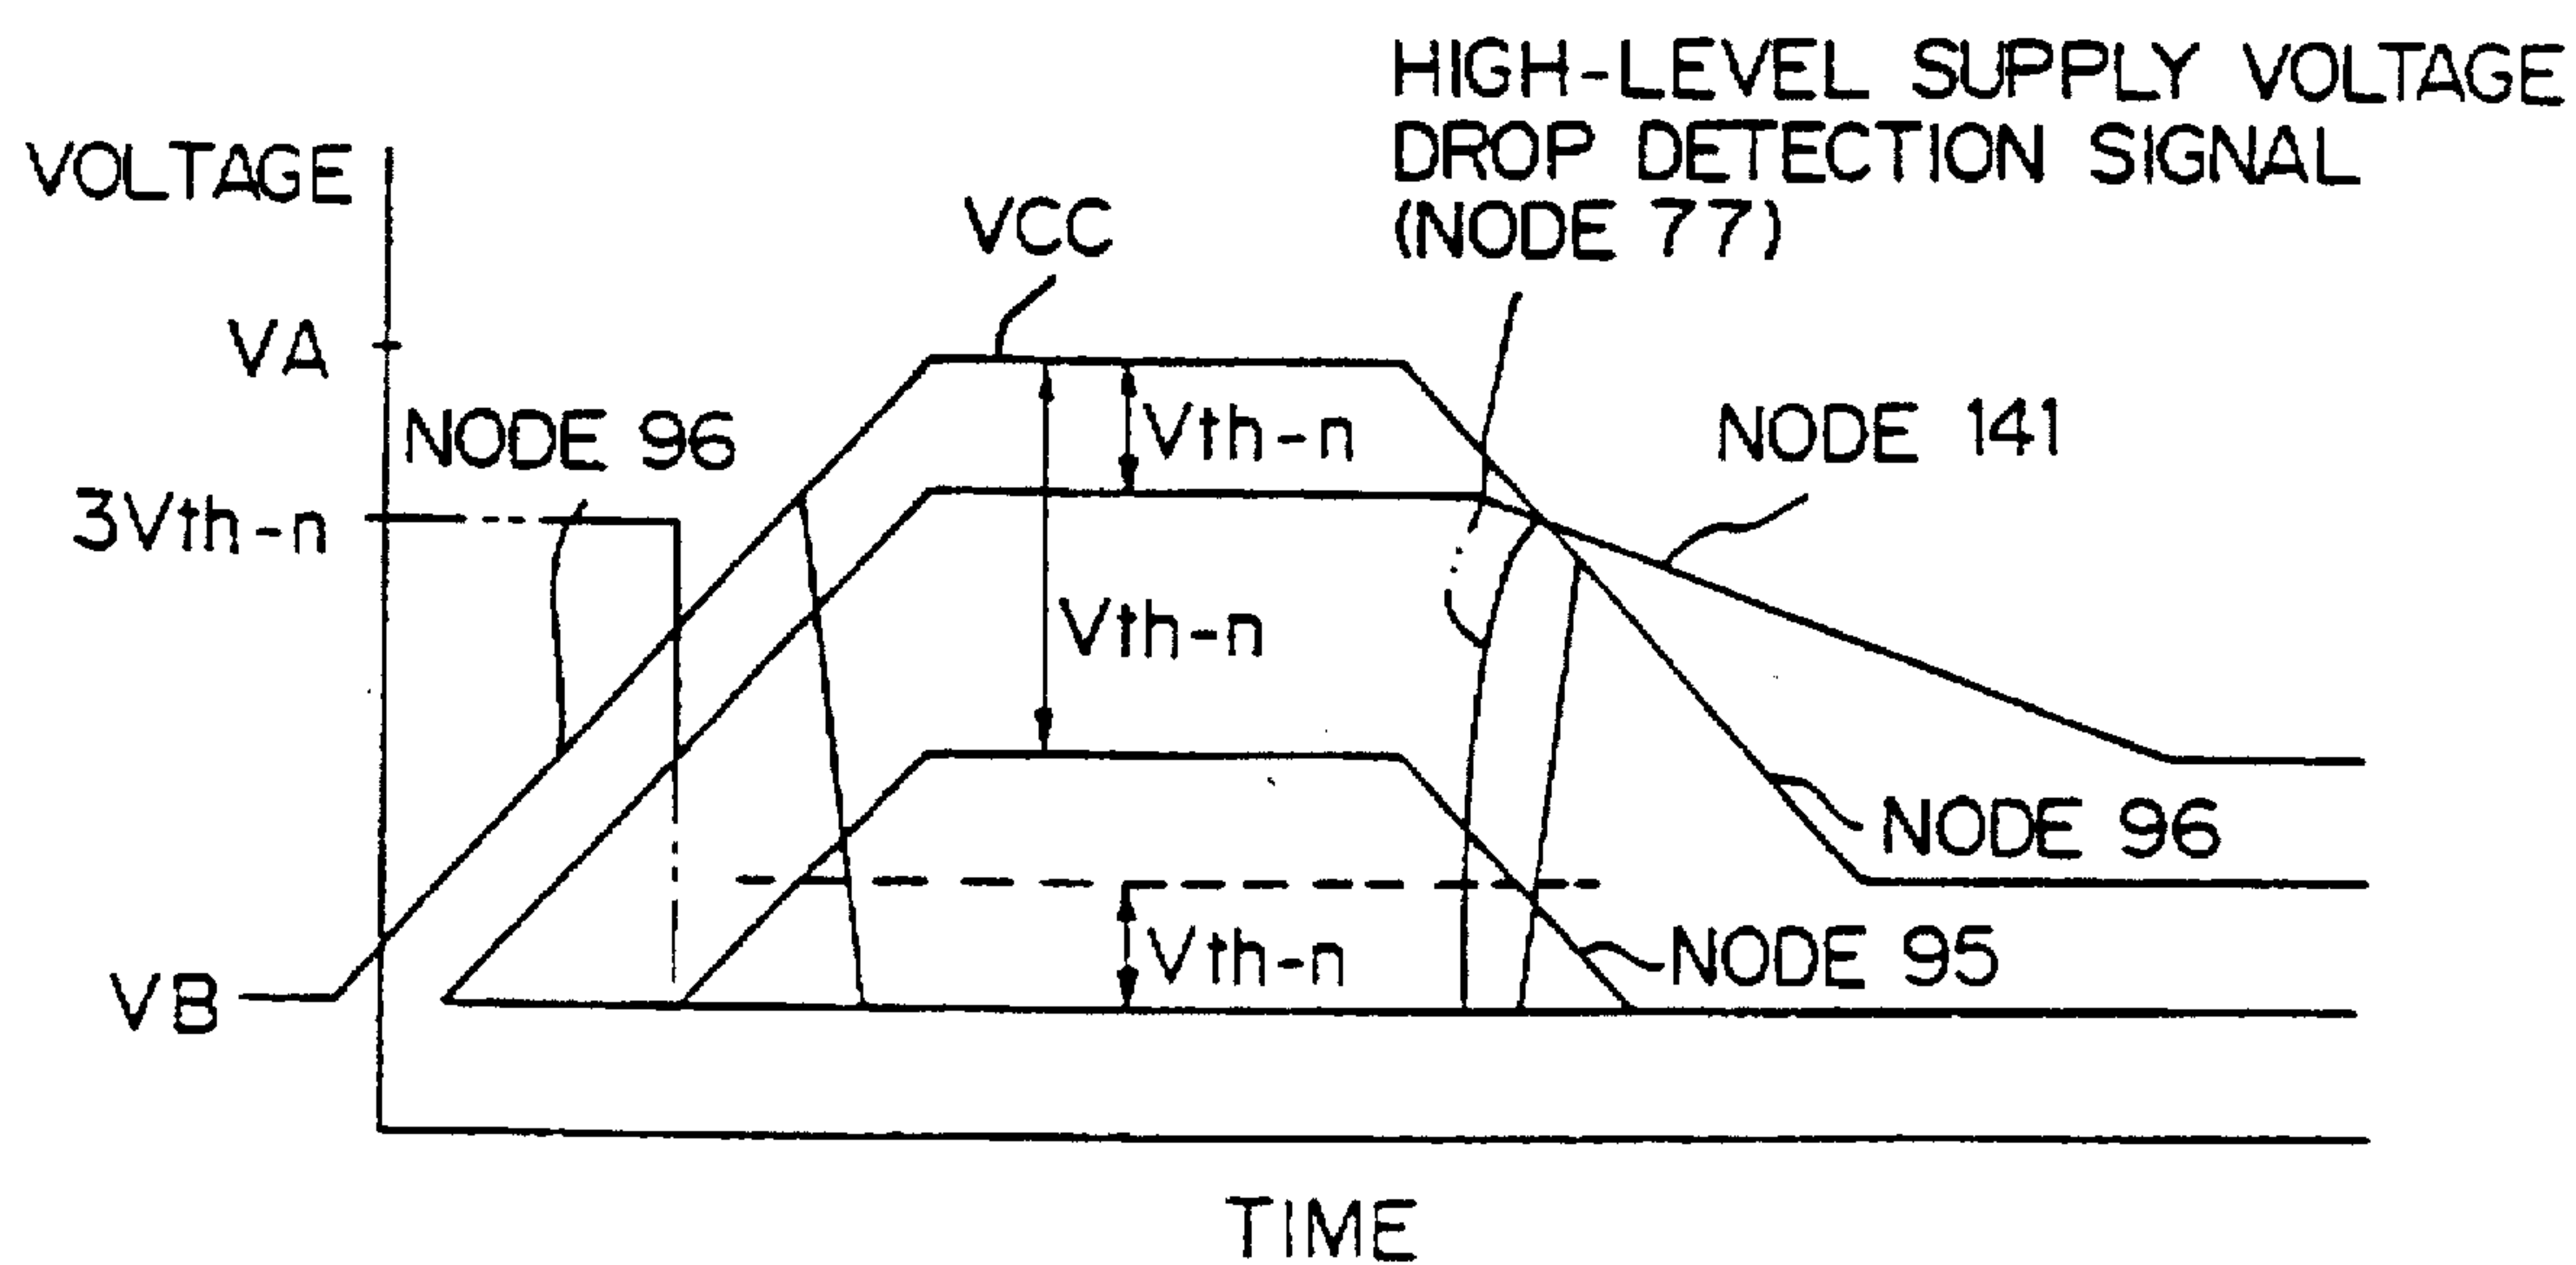 HIGH-LEVEL SUPPLY VOLTAGE
DROP DETECTION SIGNAL
(NODE 77)
VOLTAGE
VCC
VA
NODE 96
Vth-n
NODE 141
3Vth-n
Vth-n
NODE 96
Vth-n
NODE 95
VB
TIME